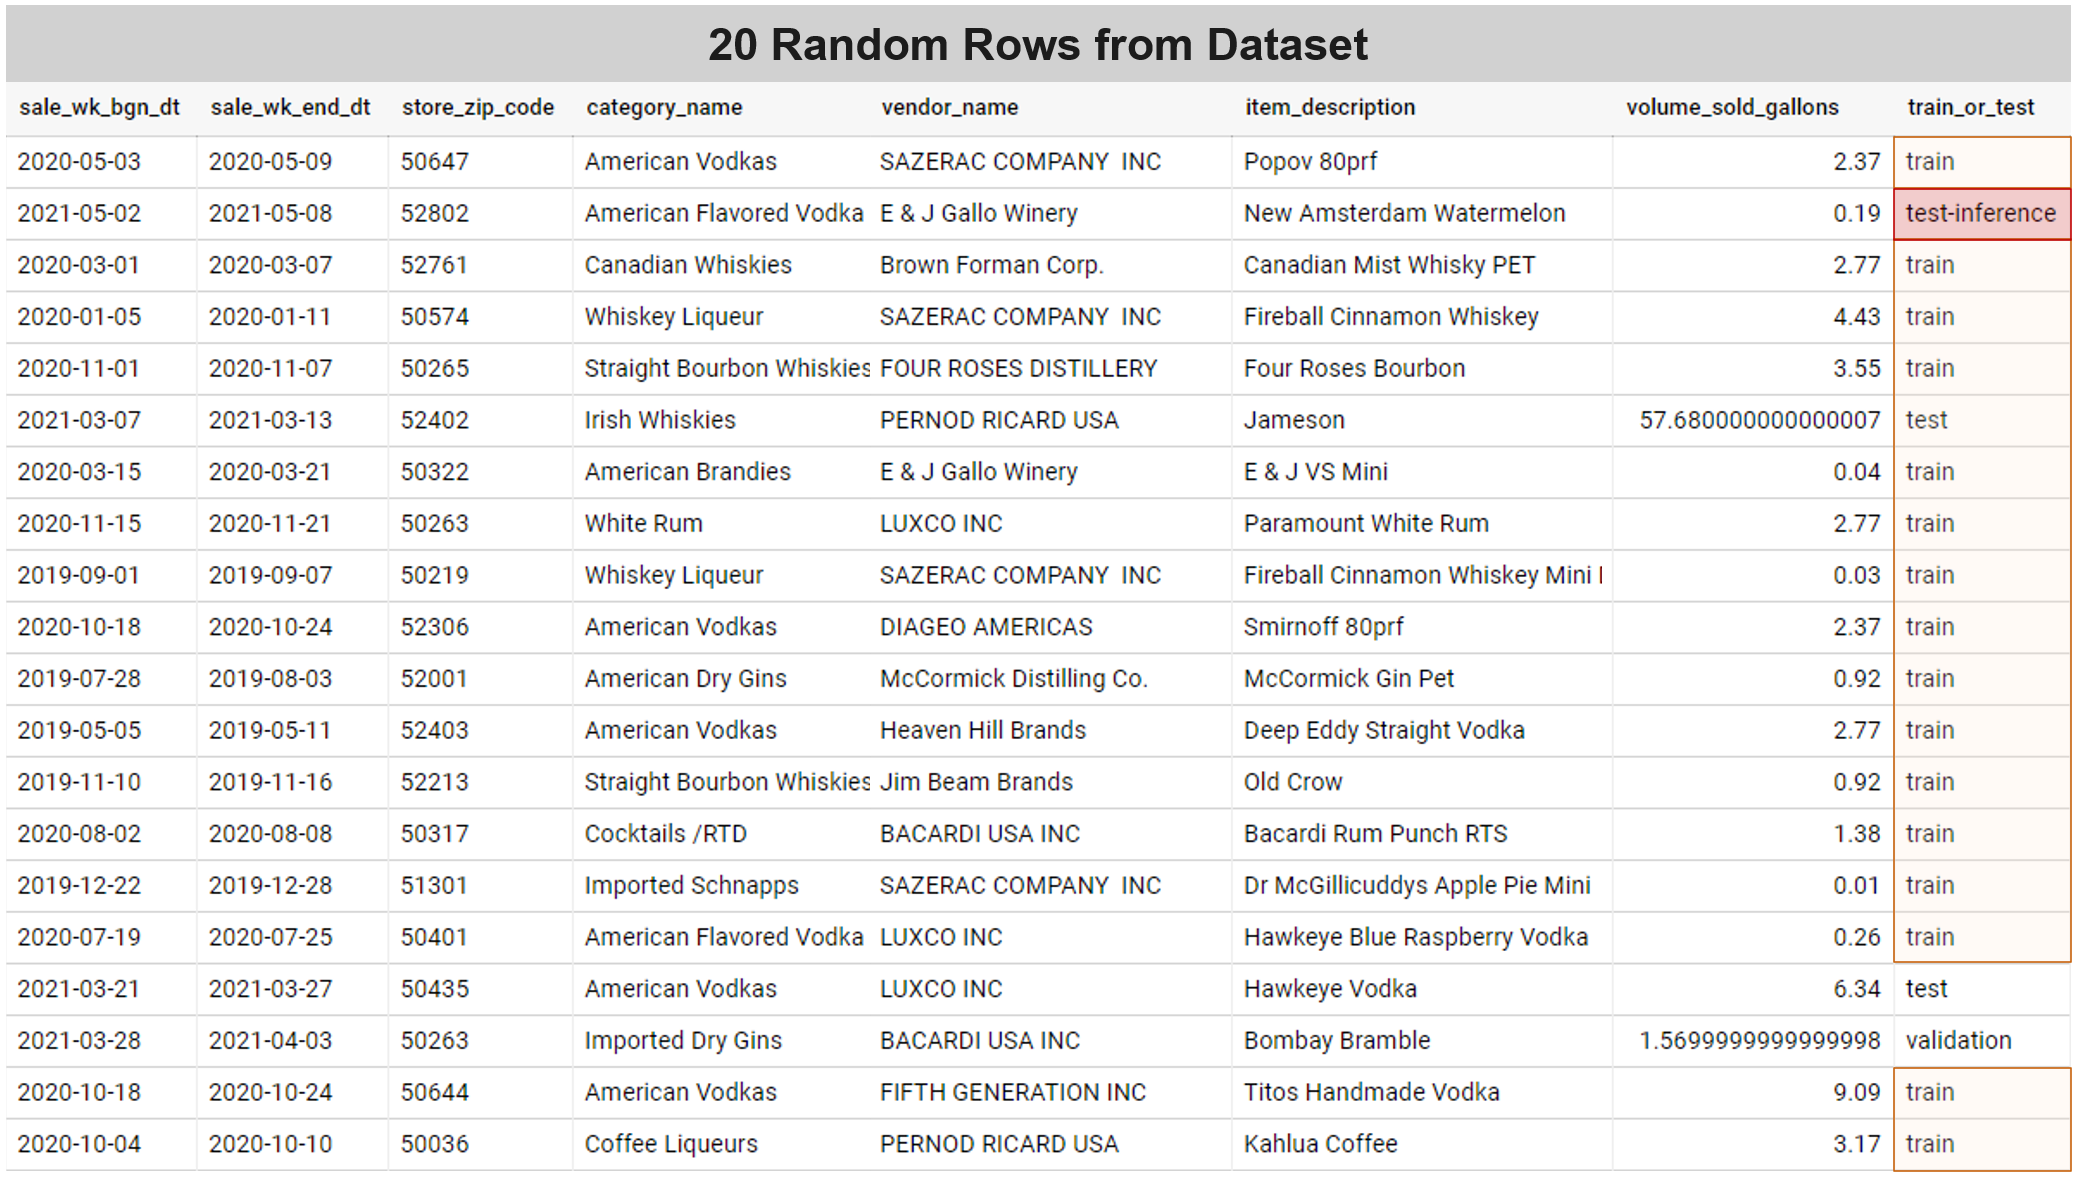 20 Random Rows from Dataset
sale_wk_bgn_dt sale_wk_end_dt store_zip_code category_name vendor_name item_description volume_sold_gallons train_or_test
2020-05-03 2020-05-09 50647 American Vodkas SAZERAC COMPANY  INC Popov 80prf 2.37 train
2021-05-02 2021-05-08 52802 American Flavored Vodka E & J Gallo Winery New Amsterdam Watermelon 0.19 test-inference
2020-03-01 2020-03-07 52761 Canadian Whiskies Brown Forman Corp. Canadian Mist Whisky PET 2.77 train
2020-01-05 2020-01-11 50574 Whiskey Liqueur SAZERAC COMPANY  INC Fireball Cinnamon Whiskey 4.43 train
2020-11-01 2020-11-07 50265 Straight Bourbon Whiskies FOUR ROSES DISTILLERY Four Roses Bourbon 3.55 train
2021-03-07 2021-03-13 52402 Irish Whiskies PERNOD RICARD USA Jameson 57.680000000000007 test
2020-03-15 2020-03-21 50322 American Brandies E & J Gallo Winery E & J VS Mini 0.04 train
2020-11-15 2020-11-21 50263 White Rum LUXCO INC Paramount White Rum 2.77 train
2019-09-01 2019-09-07 50219 Whiskey Liqueur SAZERAC COMPANY  INC Fireball Cinnamon Whiskey Mini 0.03 train
2020-10-18 2020-10-24 52306 American Vodkas DIAGEO AMERICAS Smirnoff 80prf 2.37 train
2019-07-28 2019-08-03 52001 American Dry Gins McCormick Distilling Co. McCormick Gin Pet 0.92 train
2019-05-05 2019-05-11 52403 American Vodkas Heaven Hill Brands Deep Eddy Straight Vodka 2.77 train
2019-11-10 2019-11-16 52213 Straight Bourbon Whiskies Jim Beam Brands Old Crow 0.92 train
2020-08-02 2020-08-08 50317 Cocktails /RTD BACARDI USA INC Bacardi Rum Punch RTS 1.38 train
2019-12-22 2019-12-28 51301 Imported Schnapps SAZERAC COMPANY  INC Dr McGillicuddys Apple Pie Mini 0.01 train
2020-07-19 2020-07-25 50401 American Flavored Vodka LUXCO INC Hawkeye Blue Raspberry Vodka 0.26 train
2021-03-21 2021-03-27 50435 American Vodkas LUXCO INC Hawkeye Vodka 6.34 test
2021-03-28 2021-04-03 50263 Imported Dry Gins BACARDI USA INC Bombay Bramble 1.5699999999999998 validation
2020-10-18 2020-10-24 50644 American Vodkas FIFTH GENERATION INC Titos Handmade Vodka 9.09 train
2020-10-04 2020-10-10 50036 Coffee Liqueurs PERNOD RICARD USA Kahlua Coffee 3.17 train